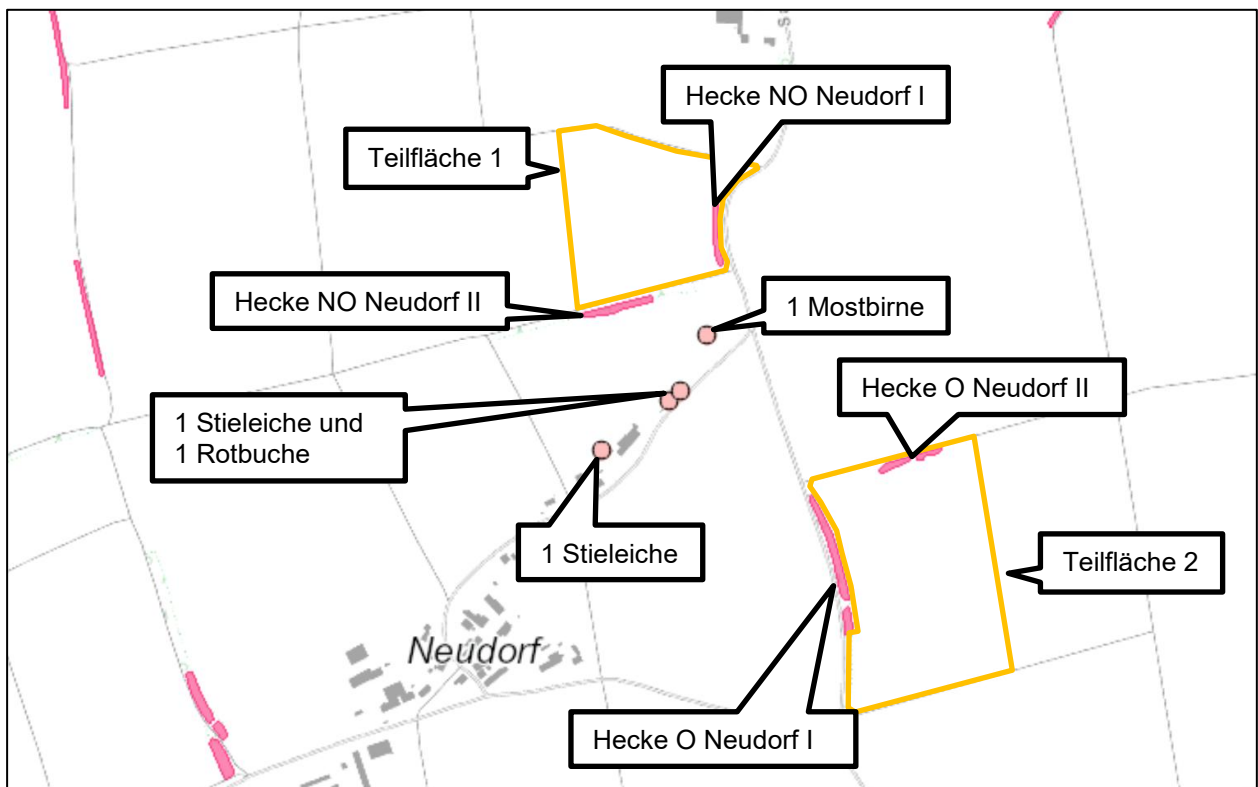 Hecke NO Neudorf I
Teilfläche 1
Hecke NO Neudorf II
1 Mostbirne
Hecke O Neudorf II
1 Stieleiche und
1 Rotbuche
1 Stieleiche
Teilfläche 2
Neudorf
Hecke O Neudorf I